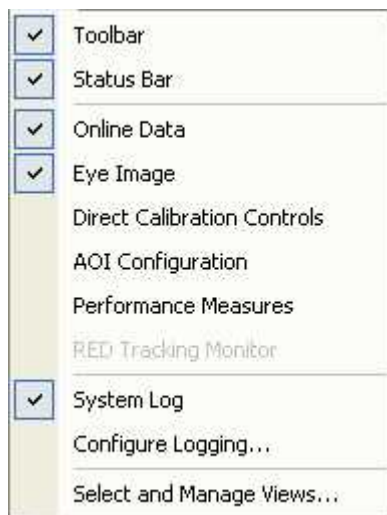 Toolbar
Status Bar
Online Data
Eye Image
Direct Calibration Controls
AOI Configuration
Performance Measures
RED Tracking Monitor
System Log
Configure Logging...
Select and Manage Views...